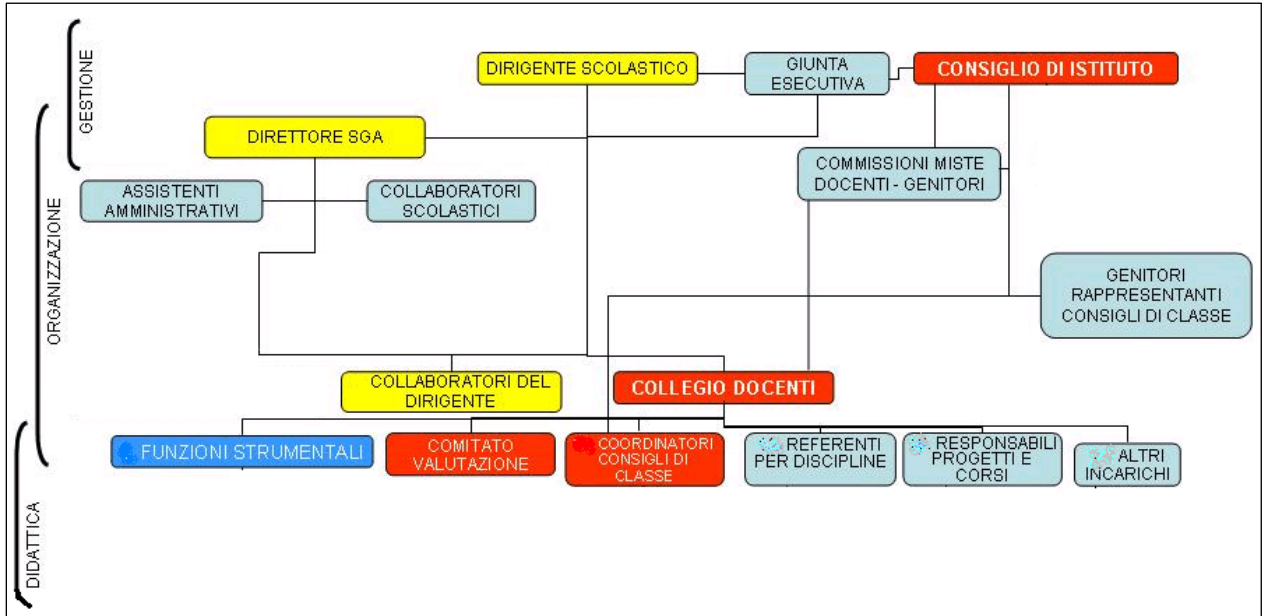 GESTIONE
DIRIGENTE SCOLASTICO
GIUNTA
ESECUTIVA
CONSIGLIO DI ISTITUTO
DIRETTORE SGA
COMMISSIONI MISTE
DOCENTI - GENITORI
ORGANIZZAZIONE
ASSISTENTI
AMMINISTRATIVI
COLLABORATORI
SCOLASTICI
GENITORI
RAPPRESENTANTI
CONSIGLI DI CLASSE
COLLABORATORI DEL
DIRIGENTE
COLLEGIO DOCENTI
DIDATTICA
FUNZIONI STRUMENTALI
COMITATO
VALUTAZIONE
COORDINATORI
CONSIGLI DI
CLASSE
REFERENTI
PER DISCIPLINE
RESPONSABILI
PROGETTI E
CORSI
ALTRI
INCARICHI